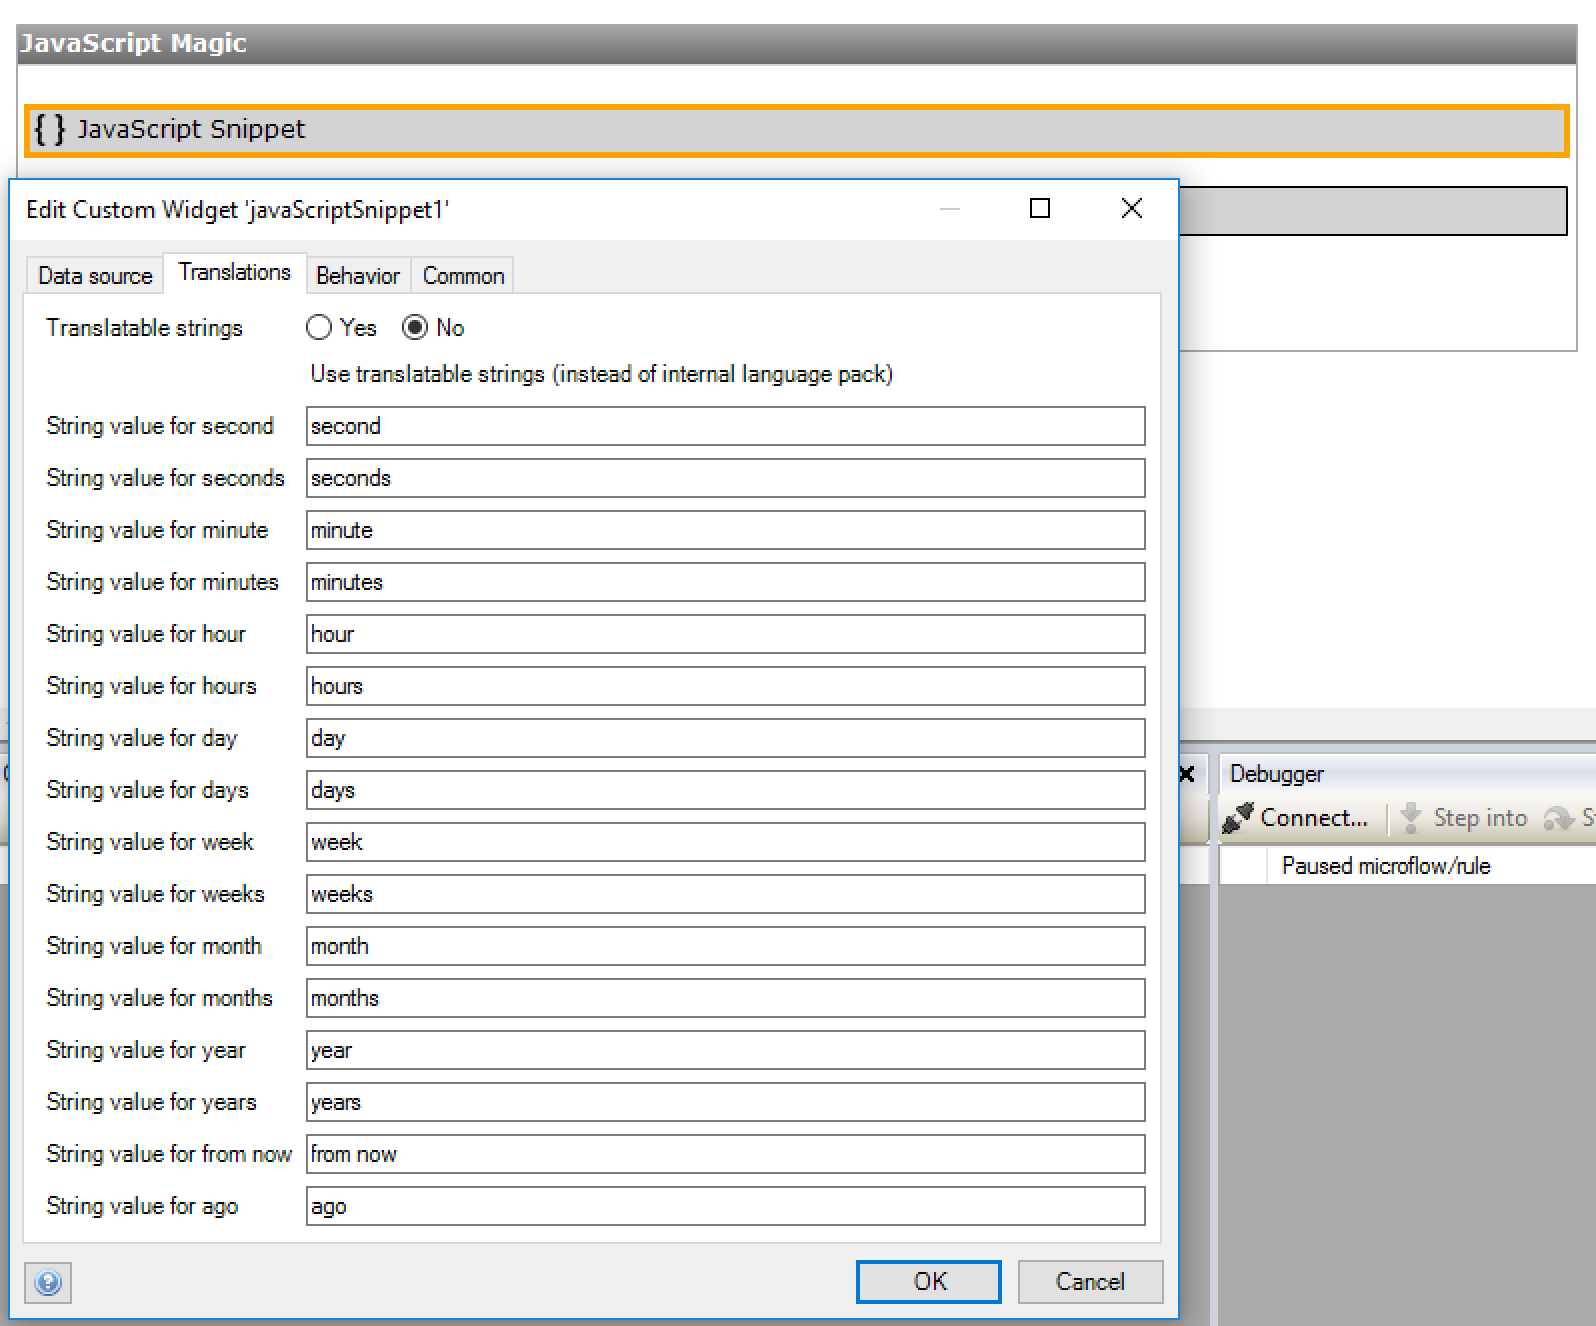 JavaScript Magic
{ } JavaScript Snippet
Edit Custom Widget 'javaScriptSnippet1'
Data source Translations Behavior Common
Translatable strings Yes No
Use translatable strings (instead of internal language pack)
String value for second second
String value for seconds seconds
String value for minute minute
String value for minutes minutes
String value for hour hour
String value for hours hours
String value for day day
String value for days days
String value for week week
String value for weeks weeks
String value for month month
String value for months months
String value for year year
String value for years years
String value for from now from now
String value for ago ago
OK Cancel
Debugger
Connect... Step into
Paused microflow/rule